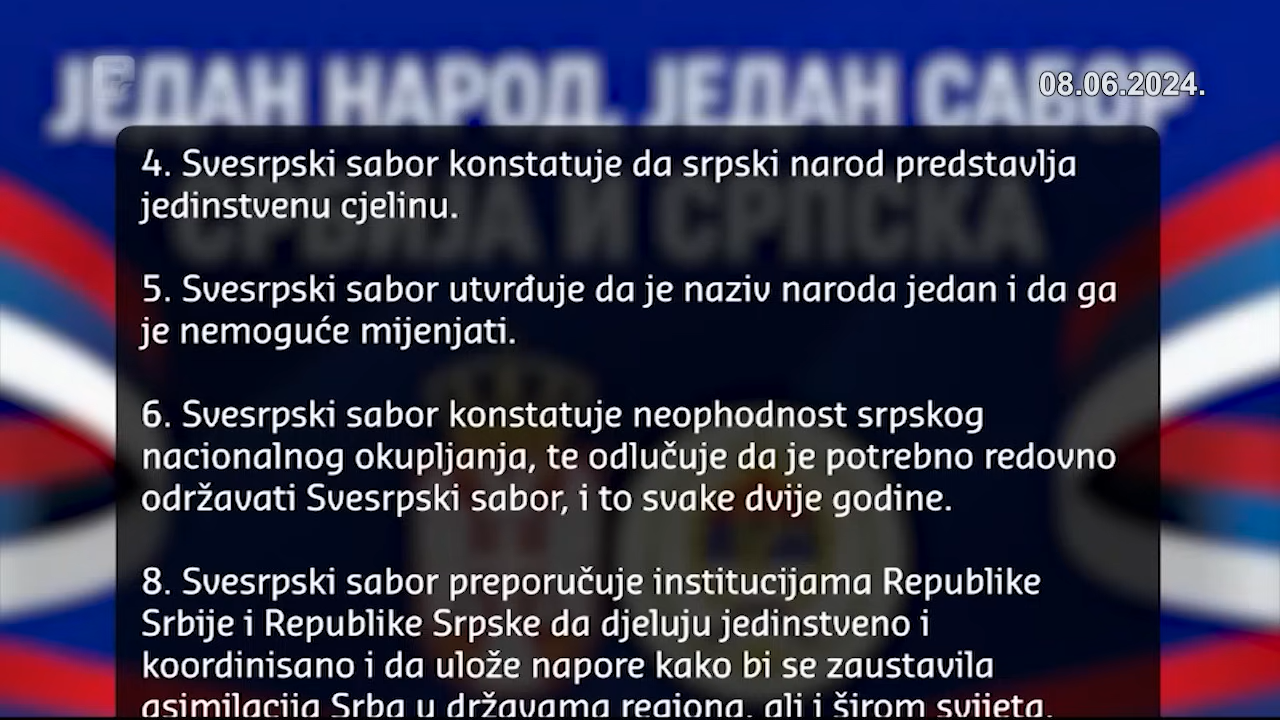 ЈЕДАН НАРОД, ЈЕДАН САБОР
08.06.2024.
СРБИЈА И СРПСКА
4. Svesrpski sabor konstatuje da srpski narod predstavlja
jedinstvenu cjelinu.
5. Svesrpski sabor utvrđuje da je naziv naroda jedan i da ga
je nemoguće mijenjati.
6. Svesrpski sabor konstatuje neophodnost srpskog
nacionalnog okupljanja, te odlučuje da je potrebno redovno
održavati Svesrpski sabor, i to svake dvije godine.
8. Svesrpski sabor preporučuje institucijama Republike
Srbije i Republike Srpske da djeluju jedinstveno i
koordinisano i da ulože napore kako bi se zaustavila
asimilacija Srba u državama regiona, ali i širom svijeta.